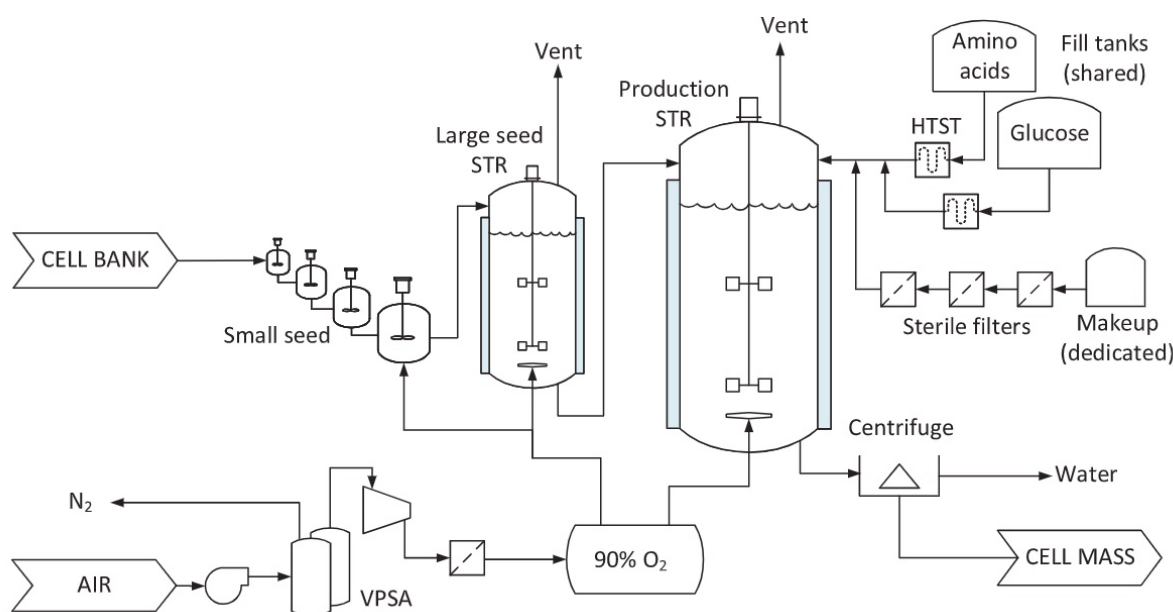 Vent
Vent
Amino
acids
Fill tanks
(shared)
Production
STR
Large seed
STR
HTST
Glucose
CELL BANK
Small seed
Sterile filters
Makeup
(dedicated)
Centrifuge
Water
N₂
90% O₂
CELL MASS
AIR
VPSA